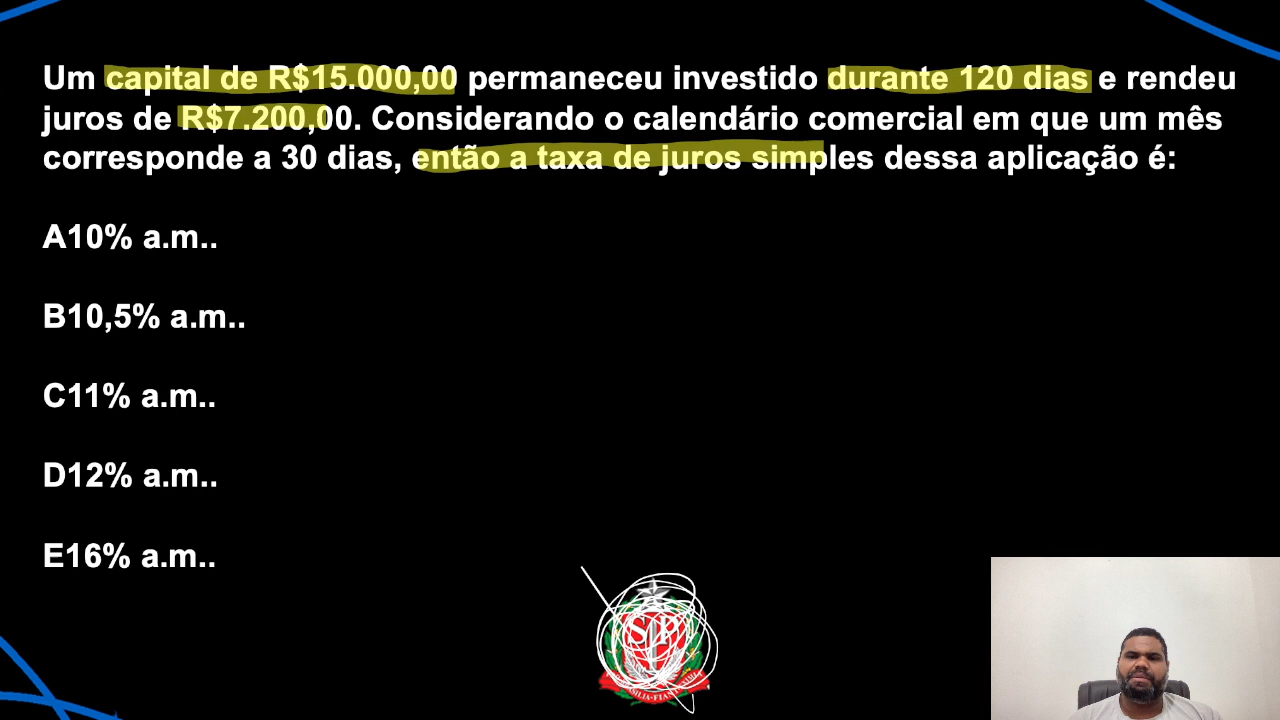 Um capital de R$15.000,00 permaneceu investido durante 120 dias e rendeu
juros de R$7.200,00. Considerando o calendário comercial em que um mês
corresponde a 30 dias, então a taxa de juros simples dessa aplicação é:
A10% a.m..
B10,5% a.m..
C11% a.m..
D12% a.m..
E16% a.m..
SP